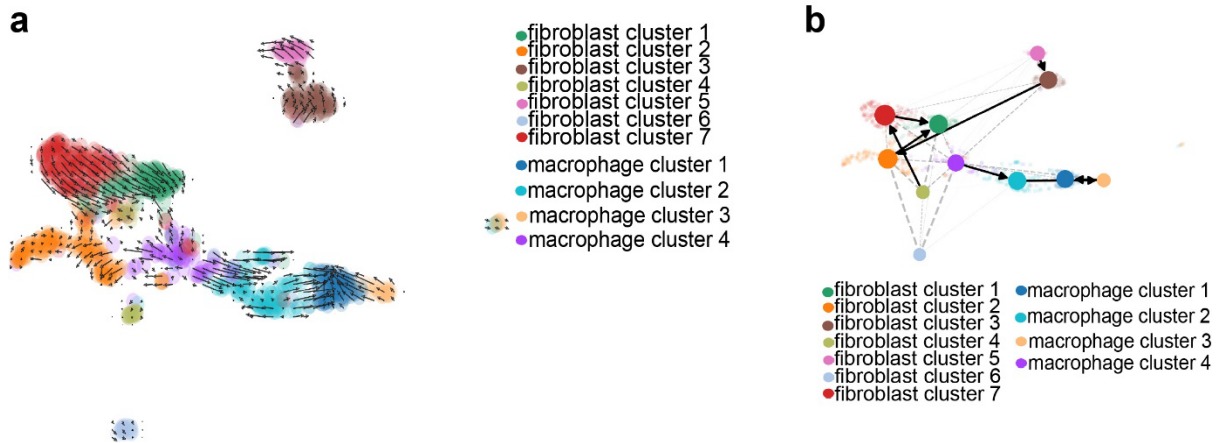 a
fibroblast cluster 1
fibroblast cluster 2
fibroblast cluster 3
fibroblast cluster 4
fibroblast cluster 5
fibroblast cluster 6
fibroblast cluster 7
macrophage cluster 1
macrophage cluster 2
macrophage cluster 3
macrophage cluster 4
b
fibroblast cluster 1
fibroblast cluster 2
fibroblast cluster 3
fibroblast cluster 4
fibroblast cluster 5
fibroblast cluster 6
fibroblast cluster 7
macrophage cluster 1
macrophage cluster 2
macrophage cluster 3
macrophage cluster 4